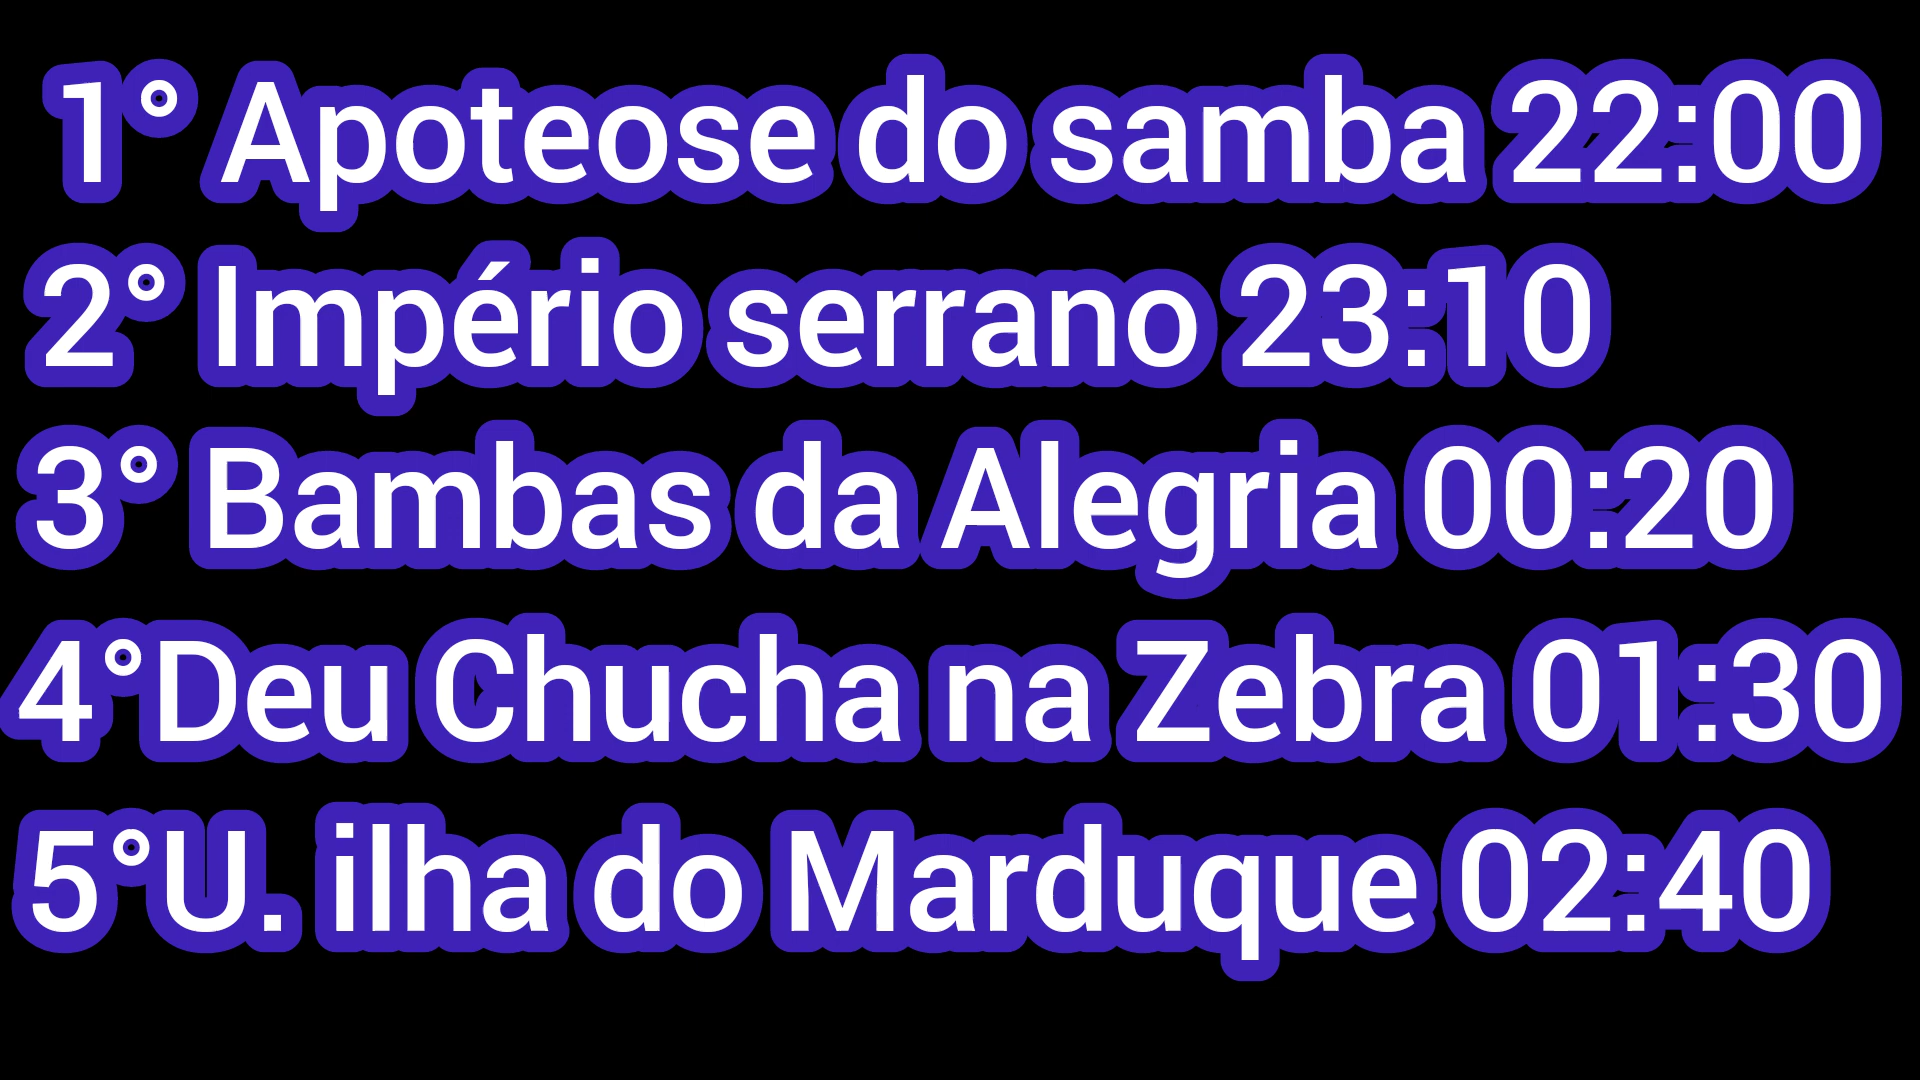 1° Apoteose do samba 22:00
2° Império serrano 23:10
3° Bambas da Alegria 00:20
4°Deu Chucha na Zebra 01:30
5°U. ilha do Marduque 02:40